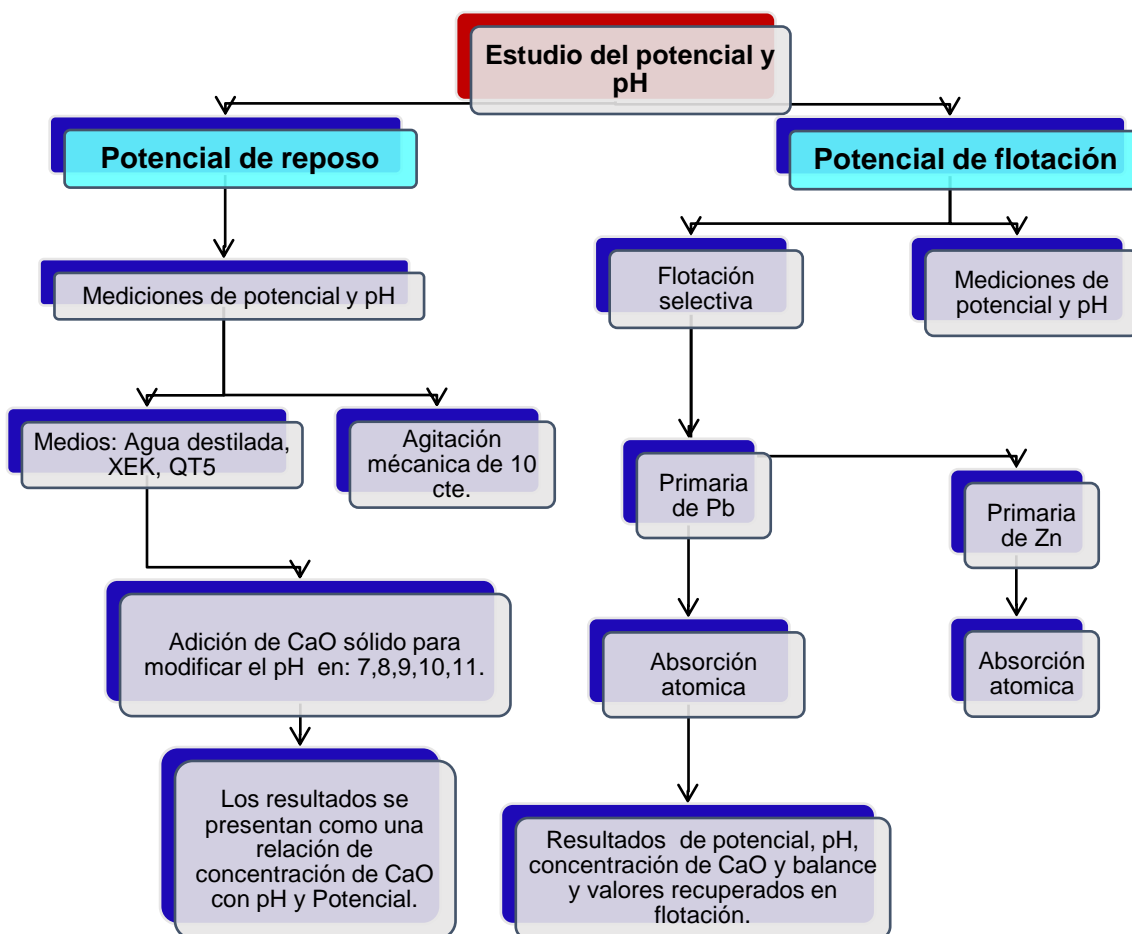 Estudio del potencial y
pH
Potencial de reposo
Potencial de flotación
Mediciones de potencial y pH
Flotación
selectiva
Mediciones de
potencial y pH
Medios: Agua destilada,
XEK, QT5
Agitación
mécanica de 10
cte.
Primaria
de Pb
Primaria
de Zn
Adición de CaO sólido para
modificar el pH  en: 7,8,9,10,11.
Absorción
atomica
Absorción
atomica
Los resultados se
presentan como una
relación de
concentración de CaO
con pH y Potencial.
Resultados  de potencial, pH,
concentración de CaO y balance
y valores recuperados en
flotación.